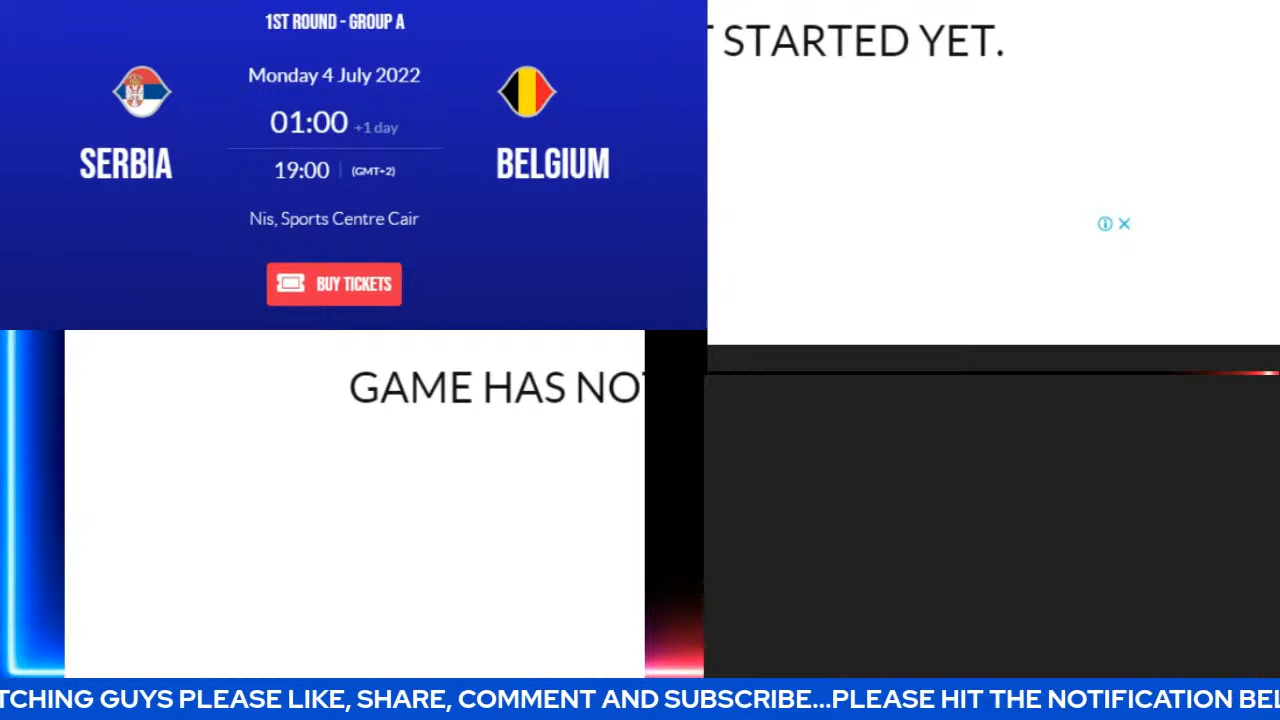 1ST ROUND - GROUP A
Monday 4 July 2022
01:00 +1 day
19:00 (GMT+2)
SERBIA
BELGIUM
Nis, Sports Centre Cair
BUY TICKETS
STARTED YET.
GAME HAS NO
TCHING GUYS PLEASE LIKE, SHARE, COMMENT AND SUBSCRIBE...PLEASE HIT THE NOTIFICATION BEL